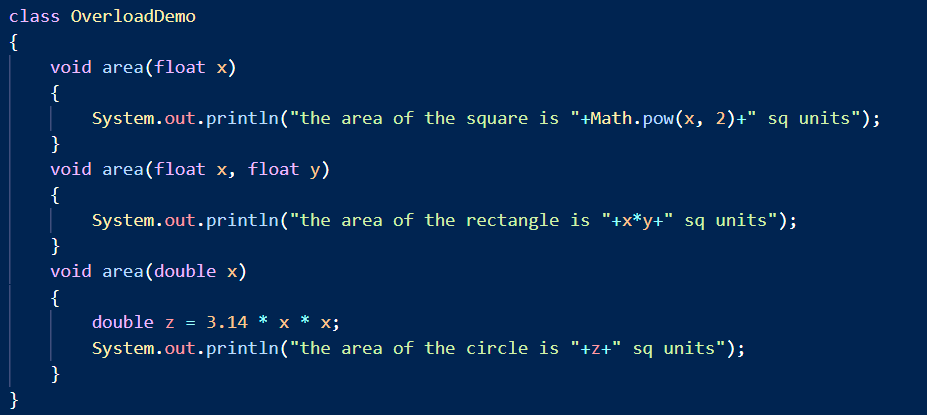 class OverloadDemo
{
    void area(float x)
    {
        System.out.println("the area of the square is "+Math.pow(x, 2)+" sq units");
    }
    void area(float x, float y)
    {
        System.out.println("the area of the rectangle is "+x*y+" sq units");
    }
    void area(double x)
    {
        double z = 3.14 * x * x;
        System.out.println("the area of the circle is "+z+" sq units");
    }
}